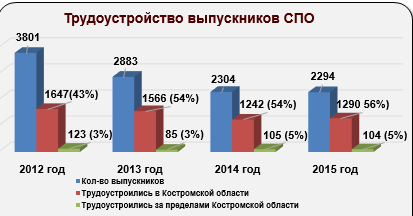 Трудоустройство выпускников СПО
3801
1647(43%)
123 (3%)
2883
1566 (54%)
85 (3%)
2304
1242 (54%)
105 (5%)
2294
1290 56%)
104 (5%)
2012 год 2013 год 2014 год 2015 год
Кол-во выпускников
Трудоустроились в Костромской области
Трудоустроились за пределами Костромской области